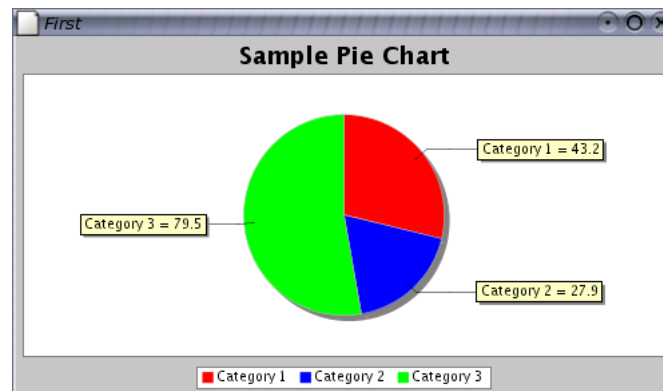 First
Sample Pie Chart
Category 1 = 43.2
Category 3 = 79.5
Category 2 = 27.9
Category 1 Category 2 Category 3